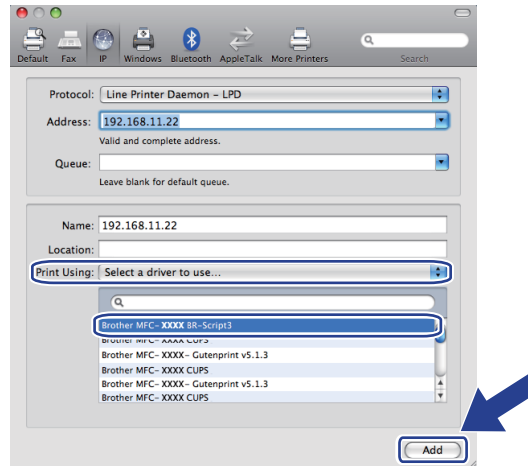 Default Fax IP Windows Bluetooth AppleTalk More Printers Search
Protocol: Line Printer Daemon – LPD
Address: 192.168.11.22
Valid and complete address.
Queue:
Leave blank for default queue.
Name: 192.168.11.22
Location:
Print Using: Select a driver to use...
Brother MFC- XXXX BR-Script3
Brother MFC- XXXX CUPS
Brother MFC- XXXX- Gutenprint v5.1.3
Brother MFC- XXXX CUPS
Brother MFC- XXXX- Gutenprint v5.1.3
Brother MFC- XXXX CUPS
Add